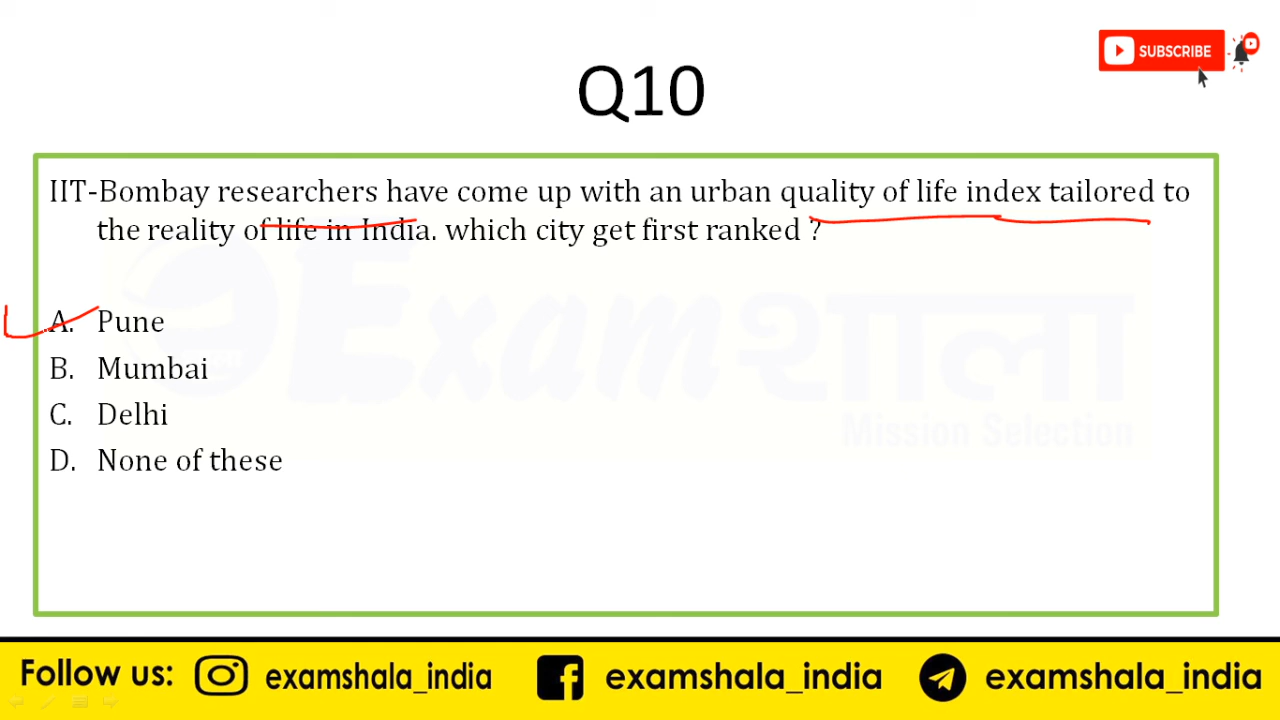 SUBSCRIBE
Q10
IIT-Bombay researchers have come up with an urban quality of life index tailored to
the reality of life in India. which city get first ranked ?
A. Pune
B. Mumbai
C. Delhi
D. None of these
Examशाला
Mission Selection
Follow us: examshala_india examshala_india examshala_india